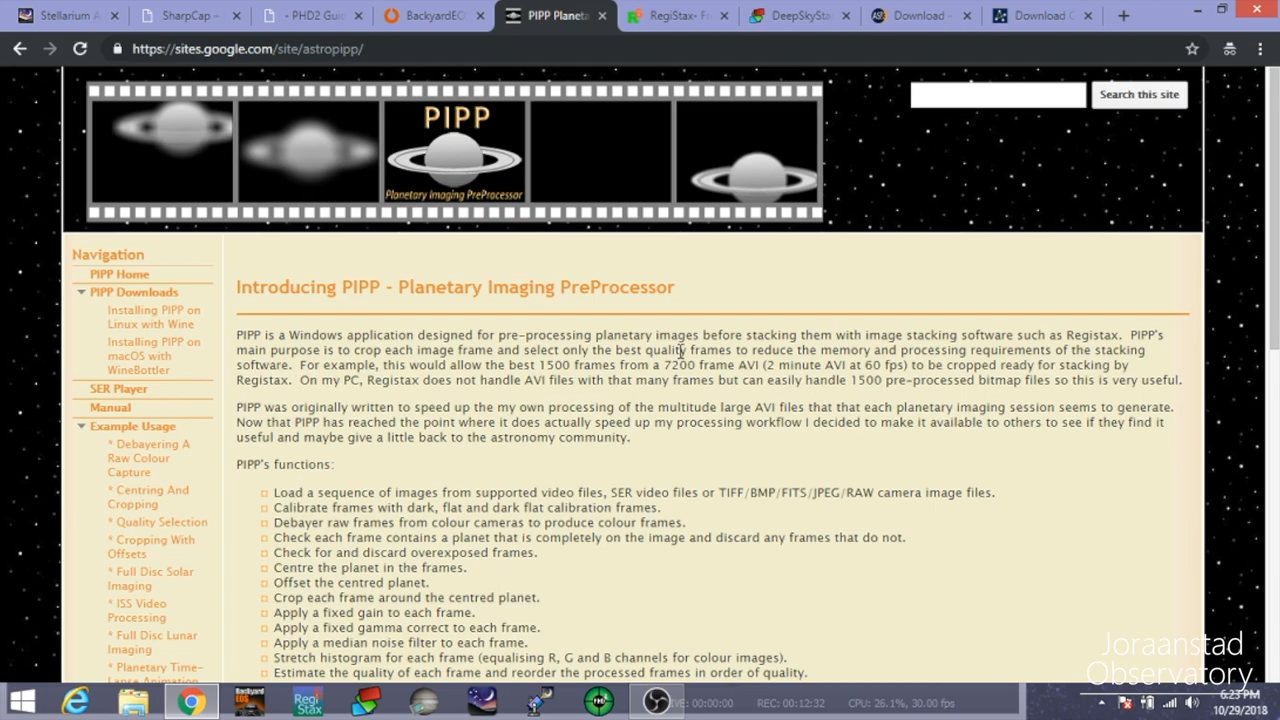 Stellarium A
SharpCap -
- PHD2 Gui
BackyardEO
PIPP Planeta
RegiStax- Fr
DeepSkySta
Download -
Download C
https://sites.google.com/site/astropipp/
PIPP
Planetary Imaging PreProcessor
Search this site
Navigation
PIPP Home
PIPP Downloads
Installing PIPP on
Linux with Wine
Installing PIPP on
macOS with
WineBottler
SER Player
Manual
Example Usage
* Debayering A
Raw Colour
Capture
* Centring And
Cropping
* Quality Selection
* Cropping With
Offsets
* Full Disc Solar
Imaging
* ISS Video
Processing
* Full Disc Lunar
Imaging
* Planetary Time-
Lapse Animation
Introducing PIPP - Planetary Imaging PreProcessor
PIPP is a Windows application designed for pre-processing planetary images before stacking them with image stacking software such as Registax. PIPP's
main purpose is to crop each image frame and select only the best quality frames to reduce the memory and processing requirements of the stacking
software. For example, this would allow the best 1500 frames from a 7200 frame AVI (2 minute AVI at 60 fps) to be cropped ready for stacking by
Registax. On my PC, Registax does not handle AVI files with that many frames but can easily handle 1500 pre-processed bitmap files so this is very useful.
PIPP was originally written to speed up the my own processing of the multitude large AVI files that that each planetary imaging session seems to generate.
Now that PIPP has reached the point where it does actually speed up my processing workflow I decided to make it available to others to see if they find it
useful and maybe give a little back to the astronomy community.
PIPP's functions:
Load a sequence of images from supported video files, SER video files or TIFF/BMP/FITS/JPEG/RAW camera image files.
Calibrate frames with dark, flat and dark flat calibration frames.
Debayer raw frames from colour cameras to produce colour frames.
Check each frame contains a planet that is completely on the image and discard any frames that do not.
Check for and discard overexposed frames.
Centre the planet in the frames.
Offset the centred planet.
Crop each frame around the centred planet.
Apply a fixed gain to each frame.
Apply a fixed gamma correct to each frame.
Apply a median noise filter to each frame.
Stretch histogram for each frame (equalising R, G and B channels for colour images).
Estimate the quality of each frame and reorder the processed frames in order of quality.
Joraanstad
Observatory
Backyard
EOS
Regi
Stax
LIVE: 00:00:00
REC: 00:12:32
CPU: 26.1%, 30.00 fps
6:23 PM
10/29/2018